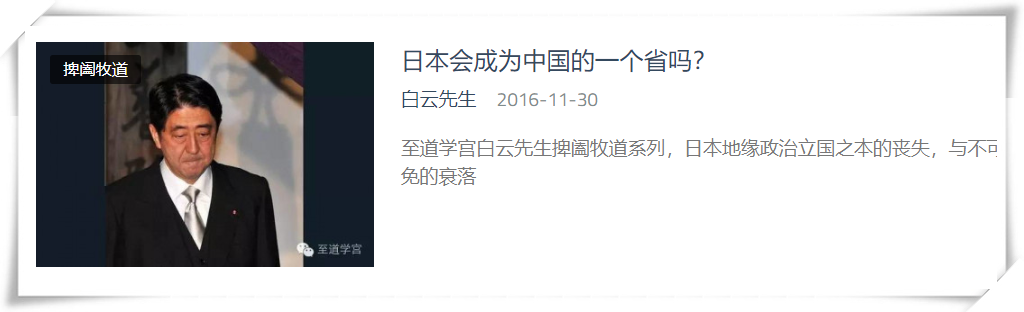 捭阖牧道
至道学宫
日本会成为中国的一个省吗?
白云先生 2016-11-30
至道学宫白云先生捭阖牧道系列，日本地缘政治立国之本的丧失，与不可
免的衰落